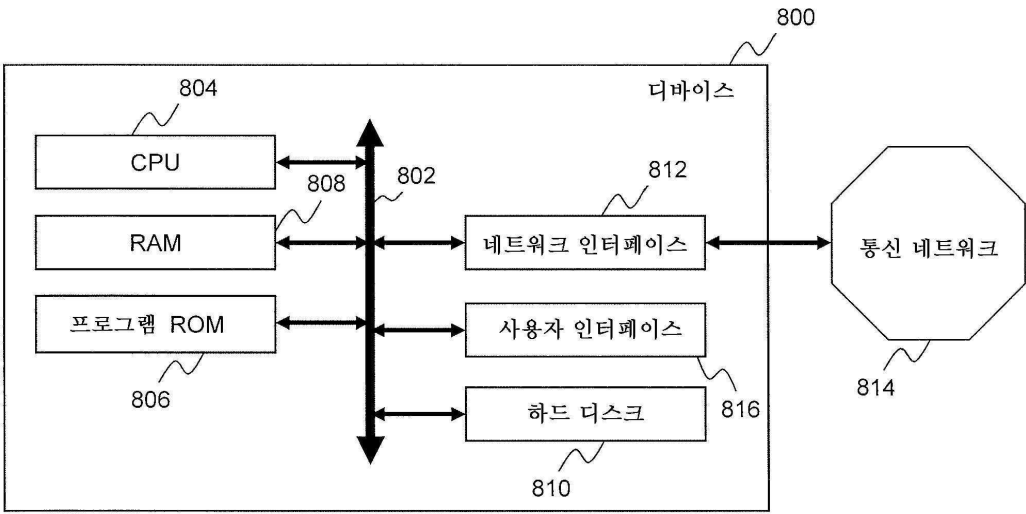 800
디바이스
804
CPU
802
808
RAM
프로그램 ROM
806
812
네트워크 인터페이스
사용자 인터페이스
816
하드 디스크
810
통신 네트워크
814